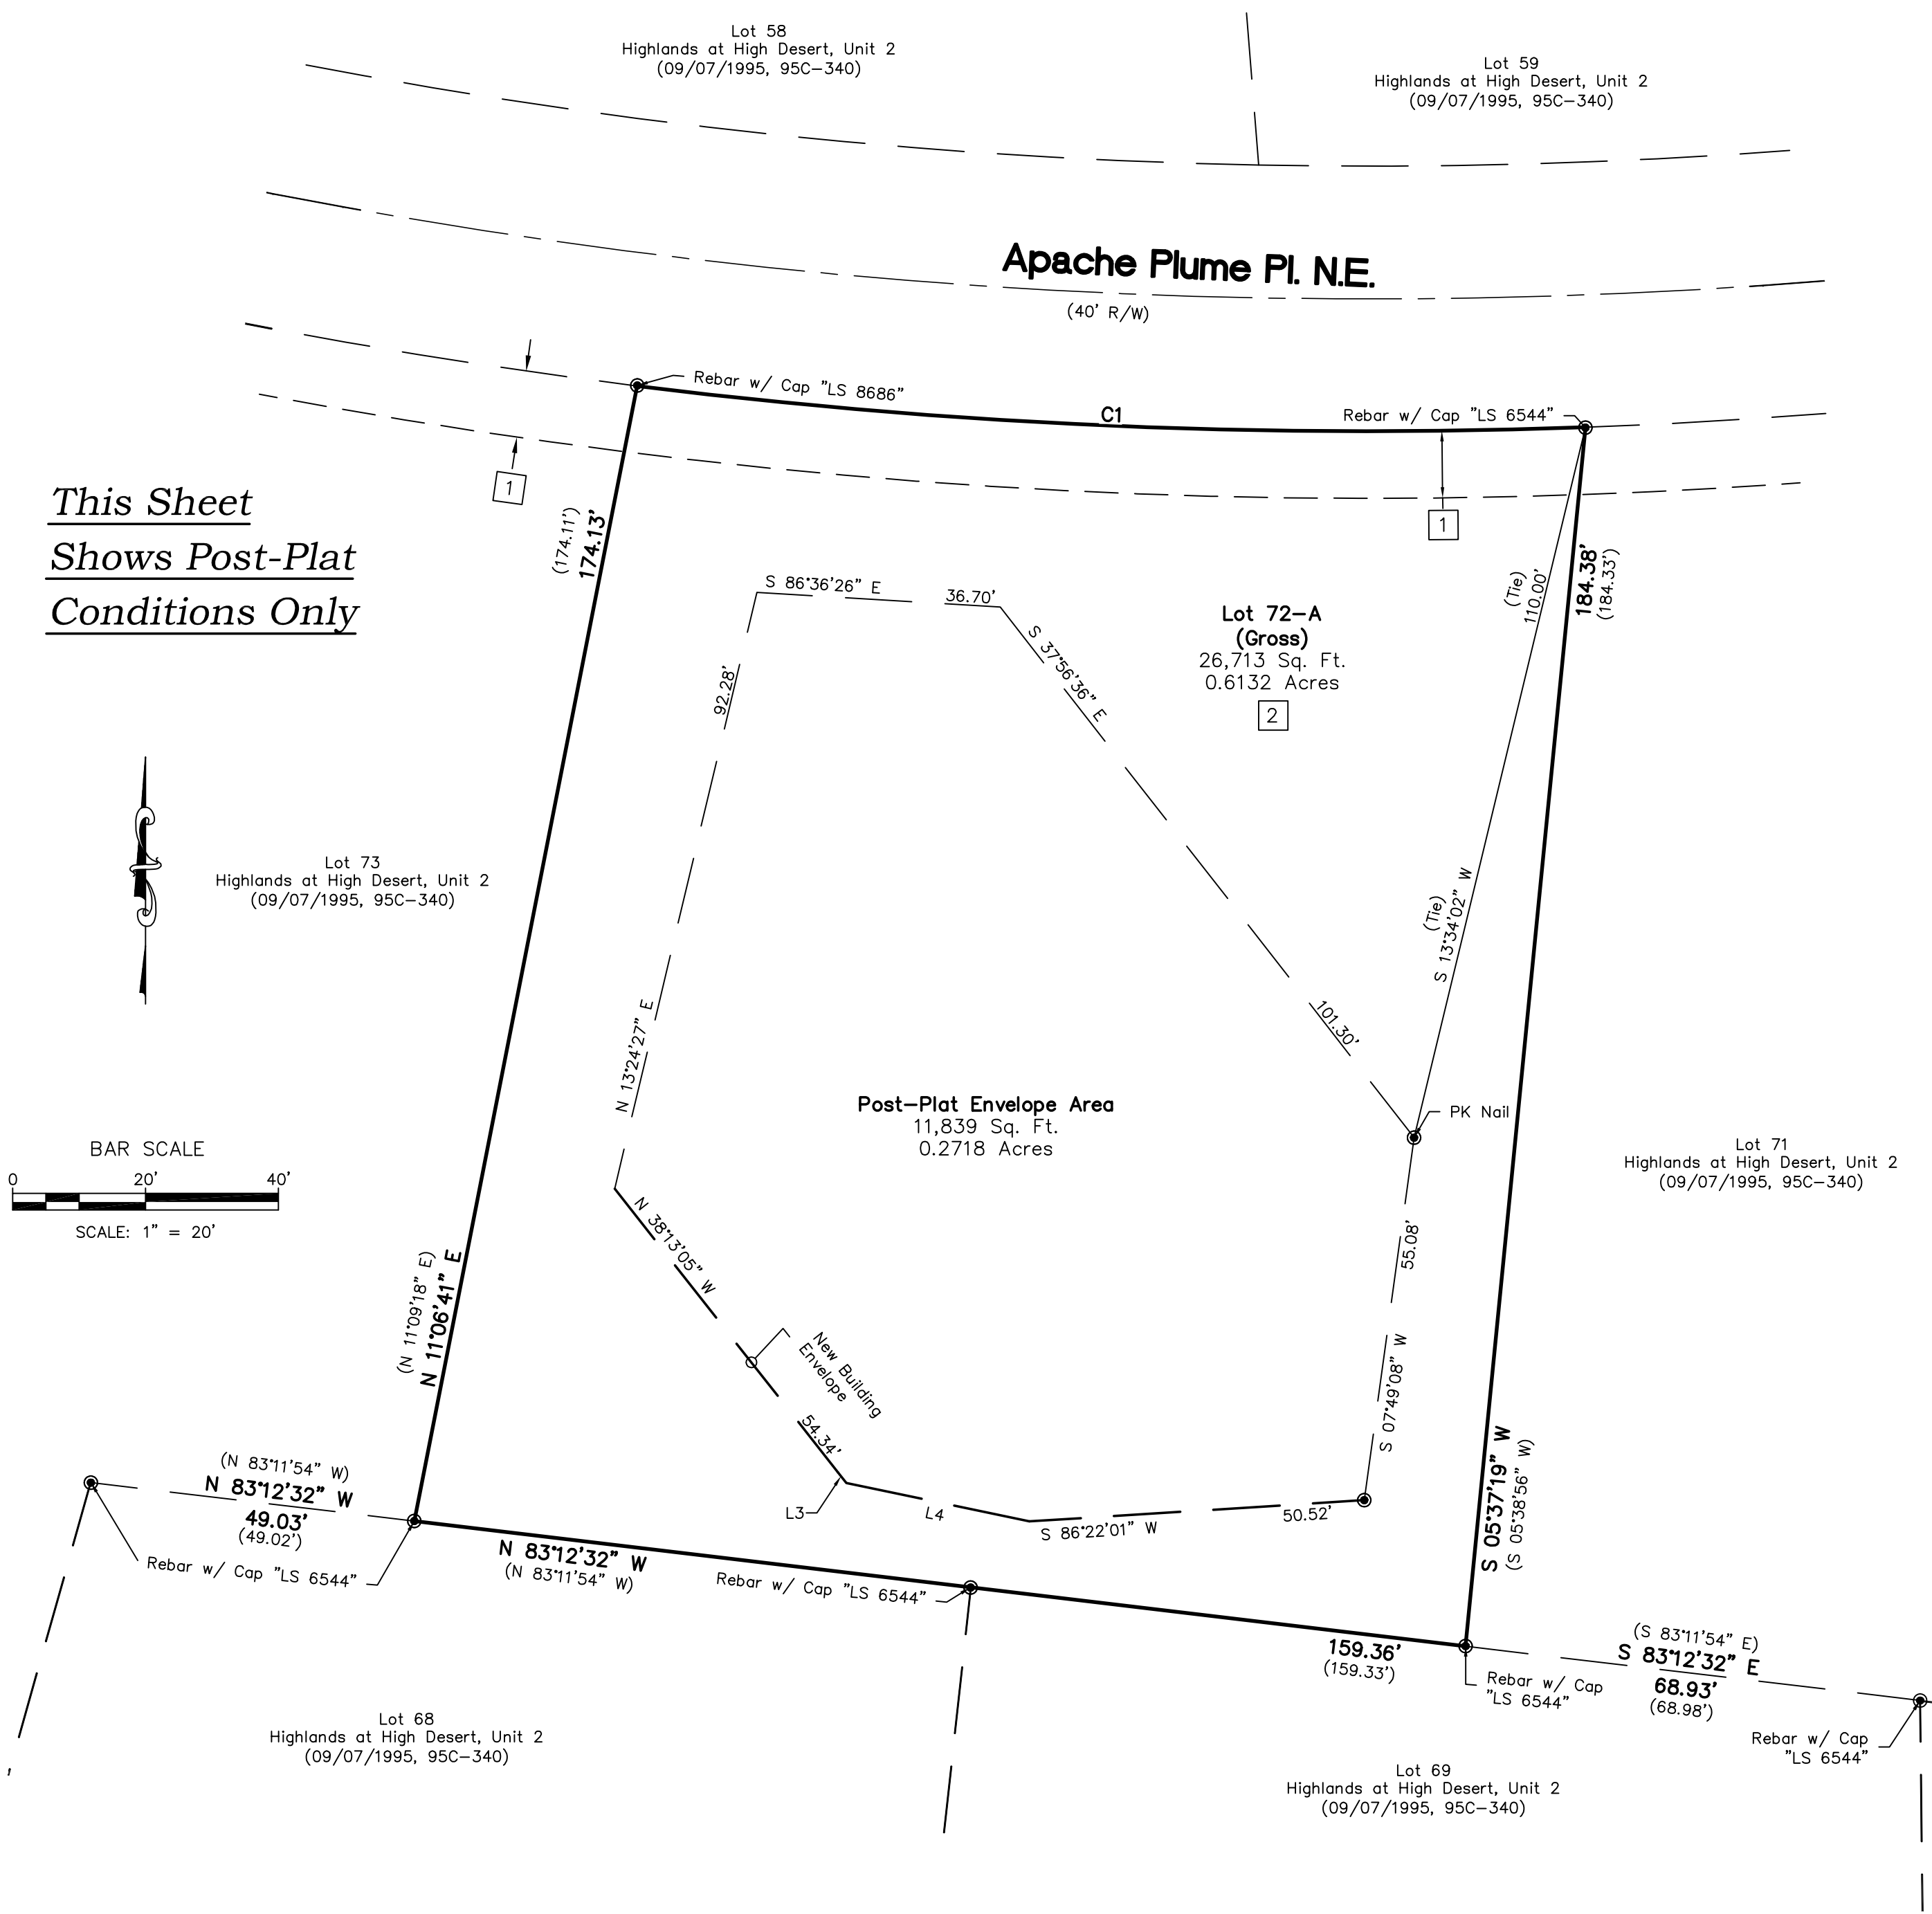 Lot 58
Highlands at High Desert, Unit 2
(09/07/1995, 95C-340)
Lot 59
Highlands at High Desert, Unit 2
(09/07/1995, 95C-340)
Apache Plume Pl. N.E.
(40' R/W)
Rebar w/ Cap "LS 8686"
C1
Rebar w/ Cap "LS 6544"
1
1
This Sheet
Shows Post-Plat
Conditions Only
(174.11')
174.13'
S 86°36'26" E
36.70'
S 37°56'36" E
92.28'
Lot 72-A
(Gross)
26,713 Sq. Ft.
0.6132 Acres
2
(Tie)
110.00'
184.38'
(184.33')
Lot 73
Highlands at High Desert, Unit 2
(09/07/1995, 95C-340)
(Tie)
S 13°34'02" W
N 13°24'27" E
101.30'
Post-Plat Envelope Area
11,839 Sq. Ft.
0.2718 Acres
PK Nail
Lot 71
Highlands at High Desert, Unit 2
(09/07/1995, 95C-340)
BAR SCALE
0 20' 40'
SCALE: 1" = 20'
N 38°13'05" W
55.08'
(N 11°09'18" E)
N 11°06'41" E
New Building
Envelope
S 07°49'08" W
54.34'
L3
L4
S 86°22'01" W
50.52'
S 05°37'19" W
(S 05°38'56" W)
(N 83°11'54" W)
N 83°12'32" W
49.03'
(49.02')
Rebar w/ Cap "LS 6544"
N 83°12'32" W
(N 83°11'54" W)
Rebar w/ Cap "LS 6544"
159.36'
(159.33')
Rebar w/ Cap
"LS 6544"
(S 83°11'54" E)
S 83°12'32" E
68.93'
(68.98')
Rebar w/ Cap
"LS 6544"
Lot 68
Highlands at High Desert, Unit 2
(09/07/1995, 95C-340)
Lot 69
Highlands at High Desert, Unit 2
(09/07/1995, 95C-340)